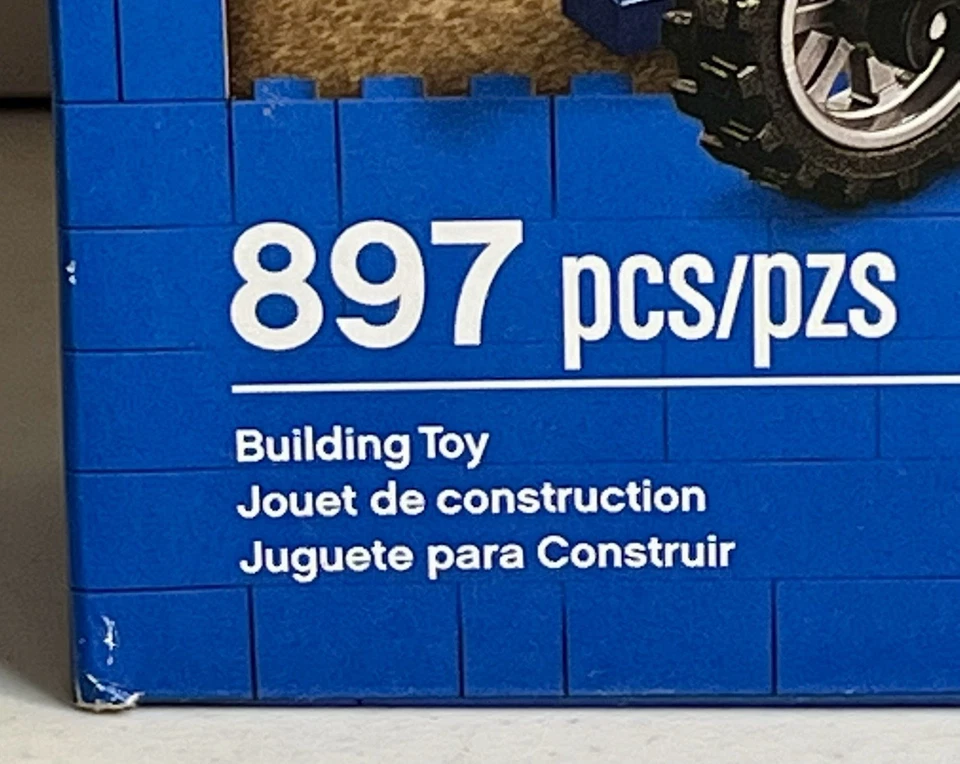 897 pcs/pzs
Building Toy
Jouet de construction
Juguete para Construir